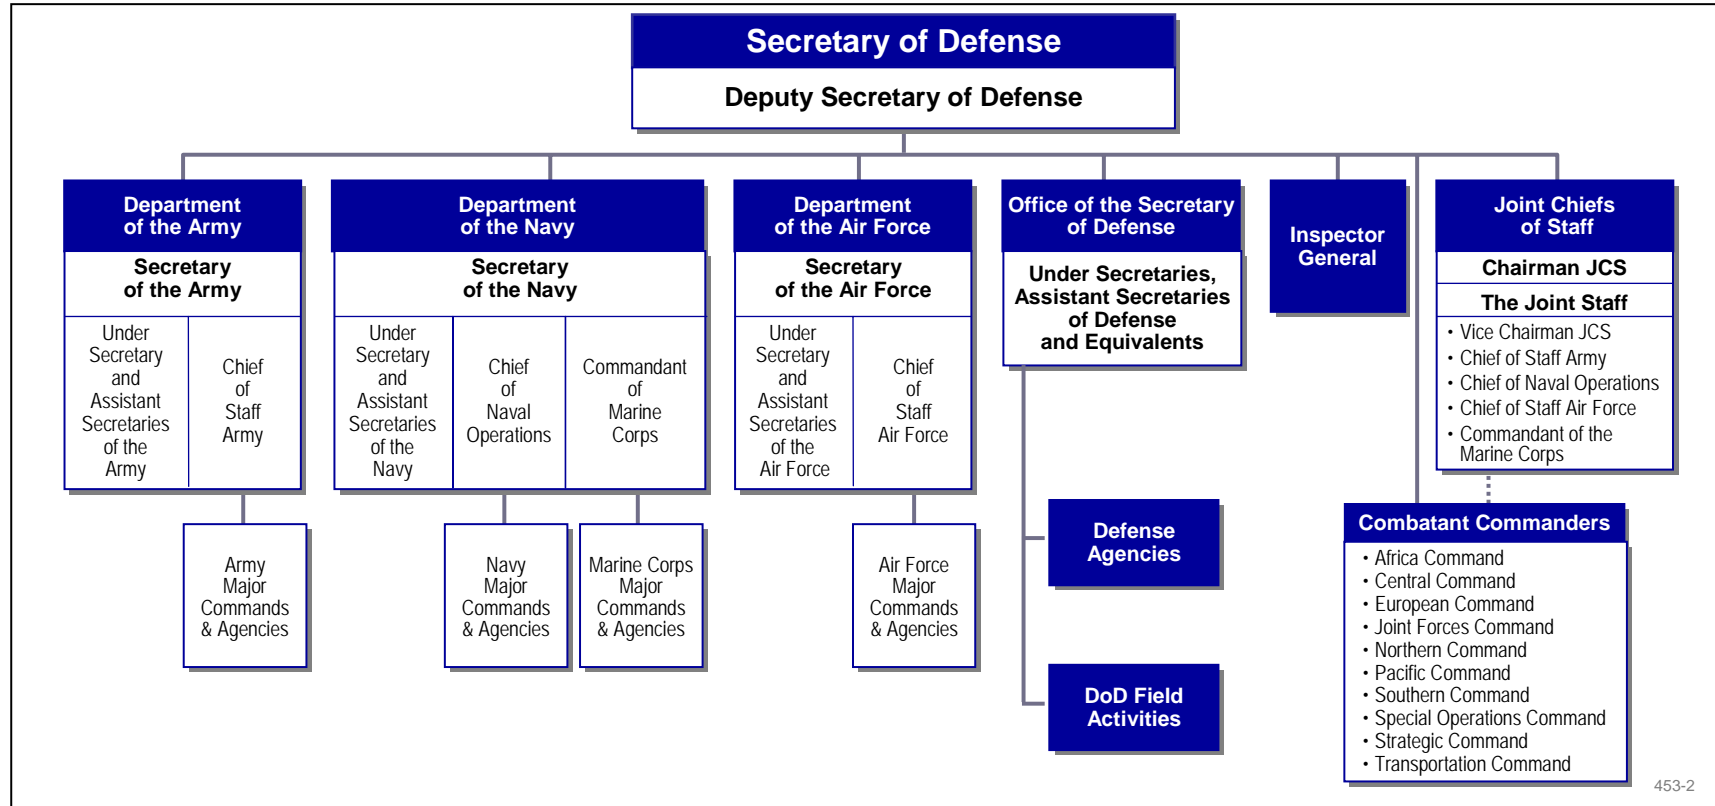 Secretary of Defense
Deputy Secretary of Defense
Department
of the Army
Secretary
of the Army
Under
Secretary
and
Assistant
Secretaries
of the
Army
Chief
of
Staff
Army
Army
Major
Commands
& Agencies
Department
of the Navy
Secretary
of the Navy
Under
Secretary
and
Assistant
Secretaries
of the
Navy
Chief
of
Naval
Operations
Commandant
of
Marine
Corps
Navy
Major
Commands
& Agencies
Marine Corps
Major
Commands
& Agencies
Department
of the Air Force
Secretary
of the Air Force
Under
Secretary
and
Assistant
Secretaries
of the
Air Force
Chief
of
Staff
Air Force
Air Force
Major
Commands
& Agencies
Office of the Secretary
of Defense
Under Secretaries,
Assistant Secretaries
of Defense
and Equivalents
Defense
Agencies
DoD Field
Activities
Inspector
General
Joint Chiefs
of Staff
Chairman JCS
The Joint Staff
• Vice Chairman JCS
• Chief of Staff Army
• Chief of Naval Operations
• Chief of Staff Air Force
• Commandant of the
Marine Corps
Combatant Commanders
• Africa Command
• Central Command
• European Command
• Joint Forces Command
• Northern Command
• Pacific Command
• Southern Command
• Special Operations Command
• Strategic Command
• Transportation Command
453-2